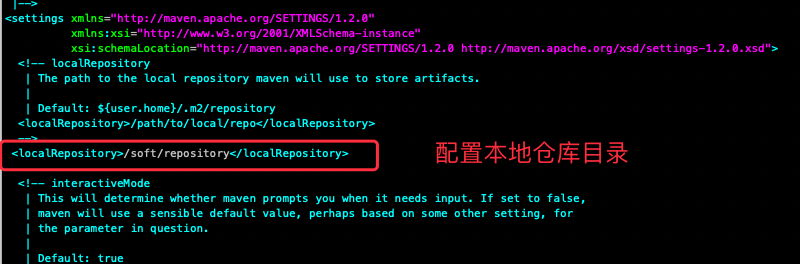 |-->
<settings xmlns="http://maven.apache.org/SETTINGS/1.2.0"
xmlns:xsi="http://www.w3.org/2001/XMLSchema-instance"
xsi:schemaLocation="http://maven.apache.org/SETTINGS/1.2.0 http://maven.apache.org/xsd/settings-1.2.0.xsd">
<!-- localRepository
| The path to the local repository maven will use to store artifacts.
|
| Default: ${user.home}/.m2/repository
<localRepository>/path/to/local/repo</localRepository>
-->
<localRepository>/soft/repository</localRepository>
配置本地仓库目录
<!-- interactiveMode
| This will determine whether maven prompts you when it needs input. If set to false,
| maven will use a sensible default value, perhaps based on some other setting, for
| the parameter in question.
|
| Default: true